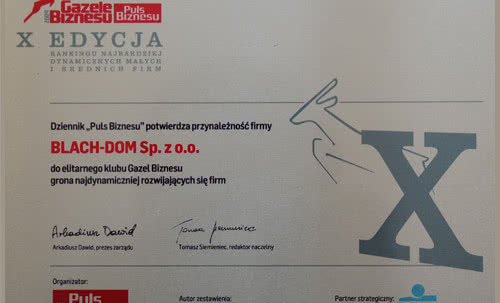 Gazele
Biznesu
Puls
Biznesu
X EDYCJA
RANKINGU NAJBARDZIEJ
DYNAMICZNYCH MAŁYCH
I ŚREDNICH FIRM
Dziennik „Puls Biznesu” potwierdza przynależność firmy
BLACH-DOM Sp. z o.o.
do elitarnego klubu Gazel Biznesu
grona najdynamiczniej rozwijających się firm
X
Arkadiusz Dawid
Arkadiusz Dawid, prezes zarządu
Tomasz Siemieniec, redaktor naczelny
Organizator:
Puls
Autor zestawienia:
Partner strategiczny: